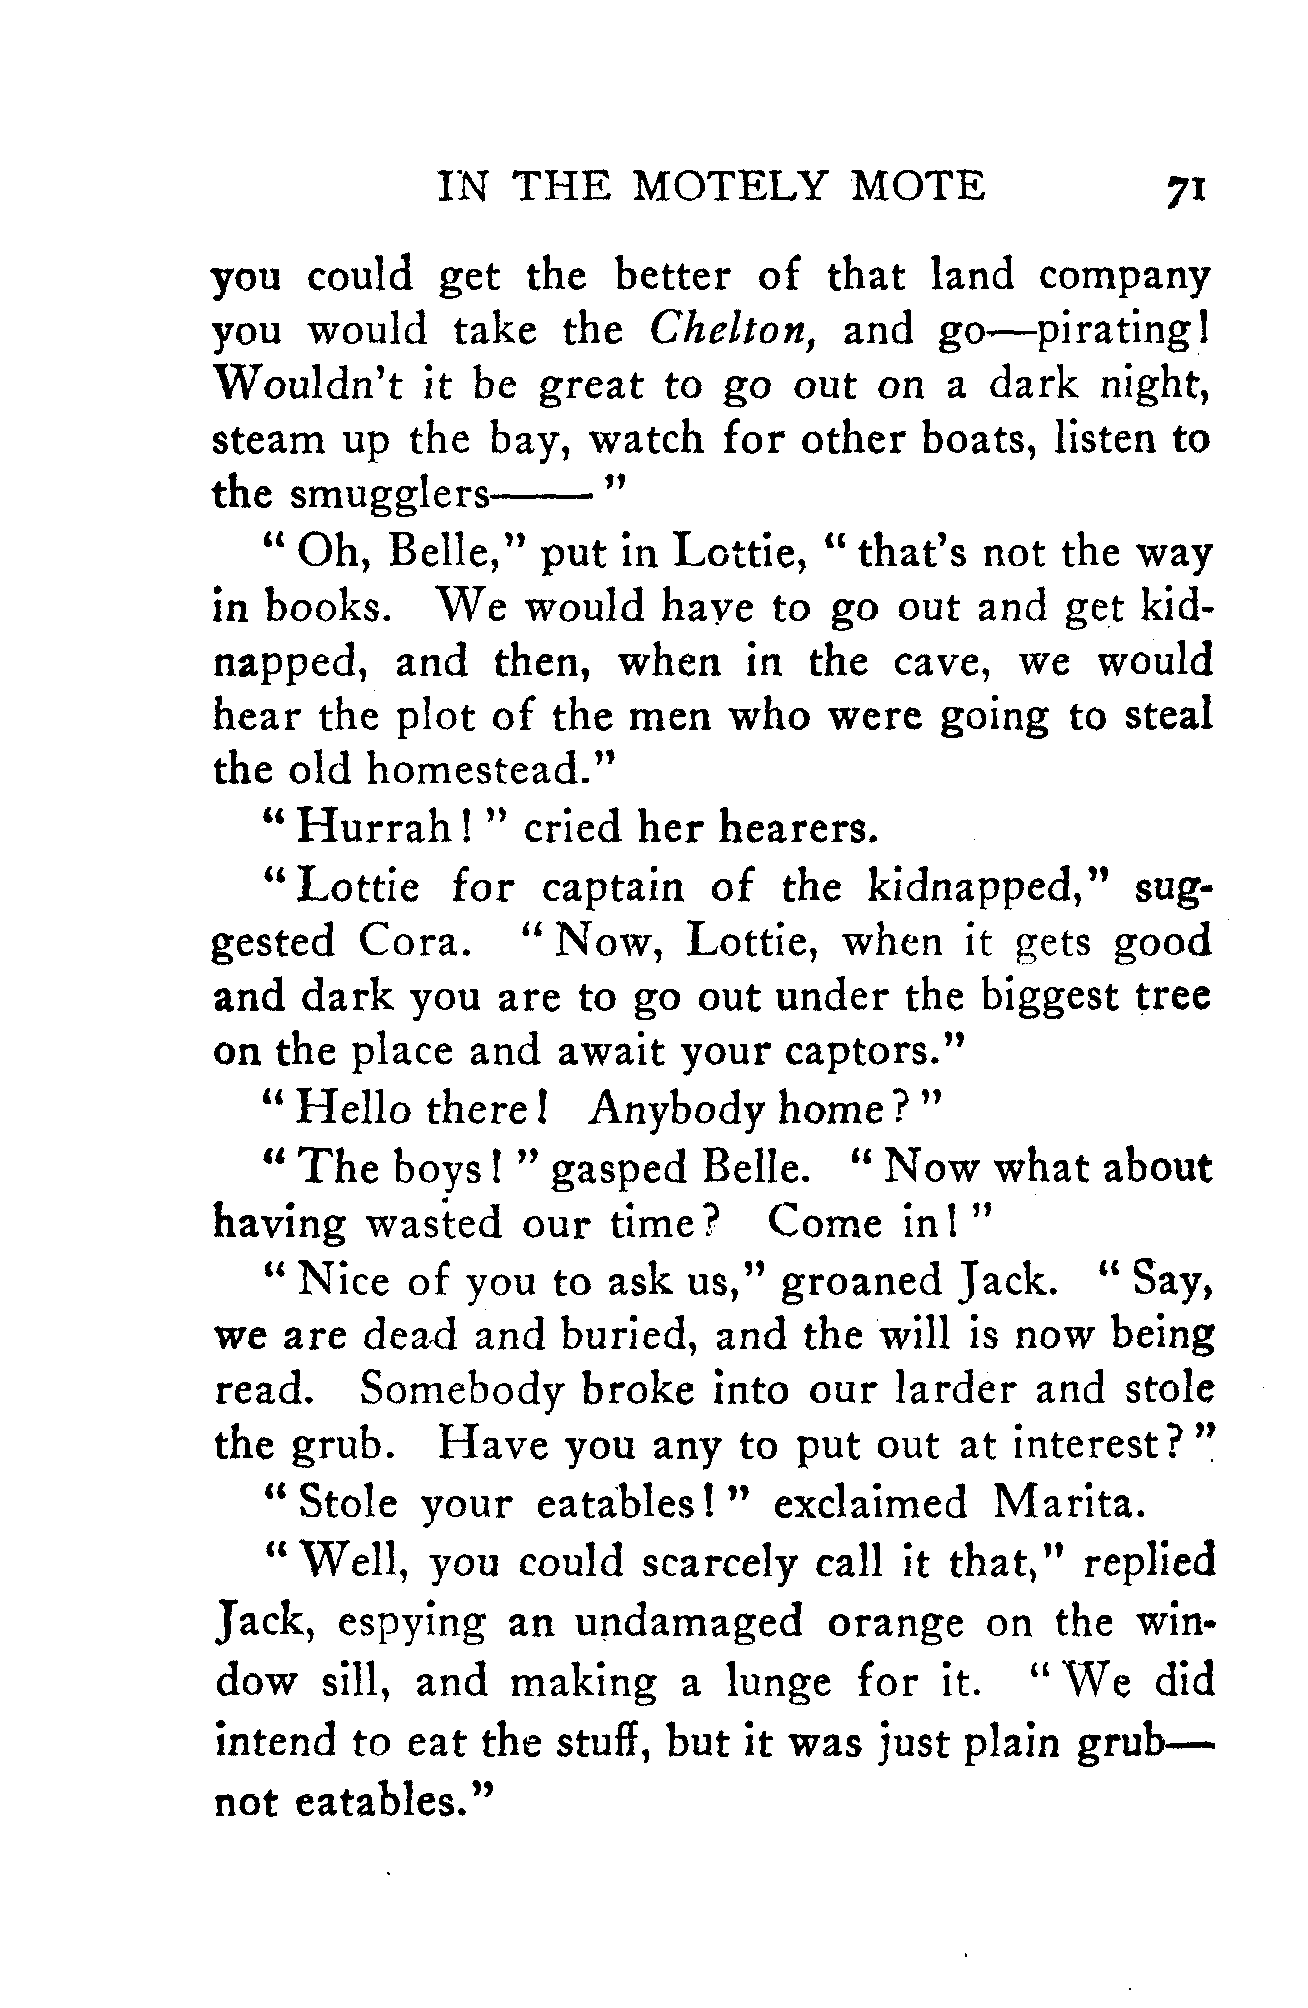 IN THE MOTELY MOTE 71
you could get the better of that land company
you would take the Chelton, and go—pirating!
Wouldn't it be great to go out on a dark night,
steam up the bay, watch for other boats, listen to
the smugglers—— "
" Oh, Belle," put in Lottie, " that's not the way
in books. We would have to go out and get kid-
napped, and then, when in the cave, we would
hear the plot of the men who were going to steal
the old homestead."
" Hurrah ! " cried her hearers.
" Lottie for captain of the kidnapped," sug-
gested Cora. " Now, Lottie, when it gets good
and dark you are to go out under the biggest tree
on the place and await your captors."
" Hello there ! Anybody home ? "
" The boys ! " gasped Belle. " Now what about
having wasted our time ? Come in ! "
" Nice of you to ask us," groaned Jack. " Say,
we are dead and buried, and the will is now being
read. Somebody broke into our larder and stole
the grub. Have you any to put out at interest ? "
" Stole your eatables ! " exclaimed Marita.
" Well, you could scarcely call it that," replied
Jack, espying an undamaged orange on the win-
dow sill, and making a lunge for it. " We did
intend to eat the stuff, but it was just plain grub—
not eatables."